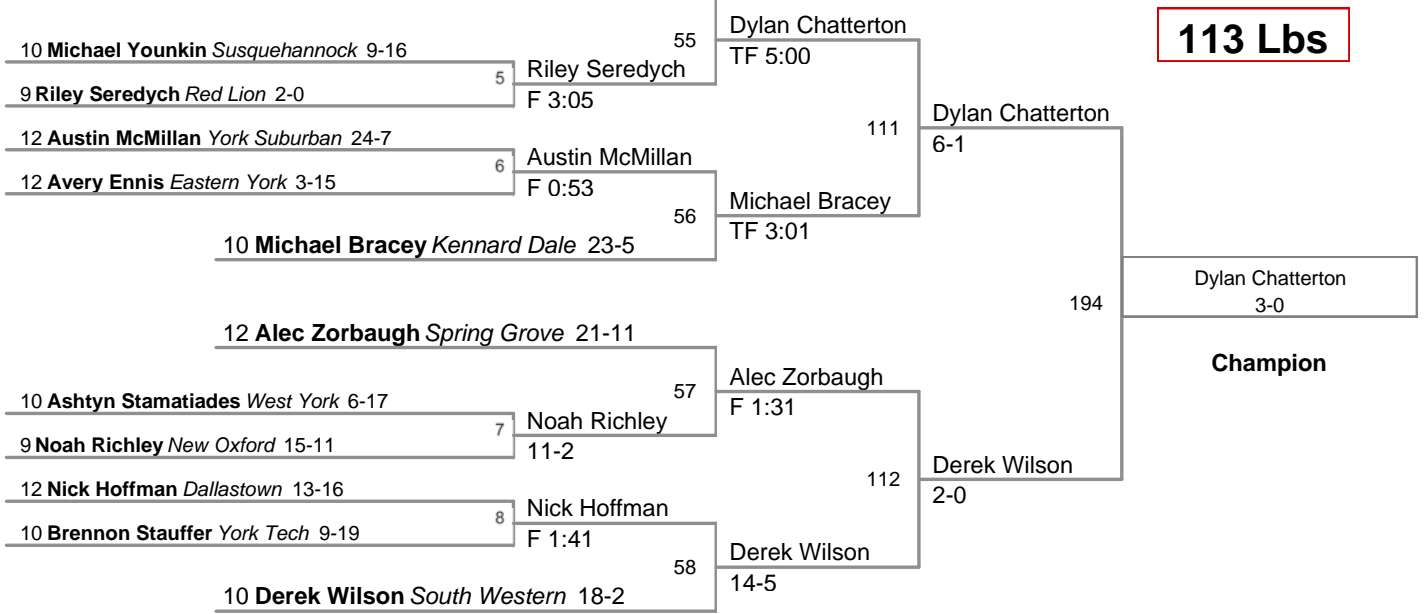 113 Lbs
10 Michael Younkin Susquehannock 9-16
9 Riley Seredych Red Lion 2-0
12 Austin McMillan York Suburban 24-7
12 Avery Ennis Eastern York 3-15
10 Michael Bracey Kennard Dale 23-5
12 Alec Zorbaugh Spring Grove 21-11
10 Ashtyn Stamatiades West York 6-17
9 Noah Richley New Oxford 15-11
12 Nick Hoffman Dallastown 13-16
10 Brennon Stauffer York Tech 9-19
10 Derek Wilson South Western 18-2
5
Riley Seredych
F 3:05
6
Austin McMillan
F 0:53
7
Noah Richley
11-2
8
Nick Hoffman
F 1:41
55
Dylan Chatterton
TF 5:00
56
Michael Bracey
TF 3:01
57
Alec Zorbaugh
F 1:31
58
Derek Wilson
14-5
111
Dylan Chatterton
6-1
112
Derek Wilson
2-0
194
Dylan Chatterton
3-0
Champion